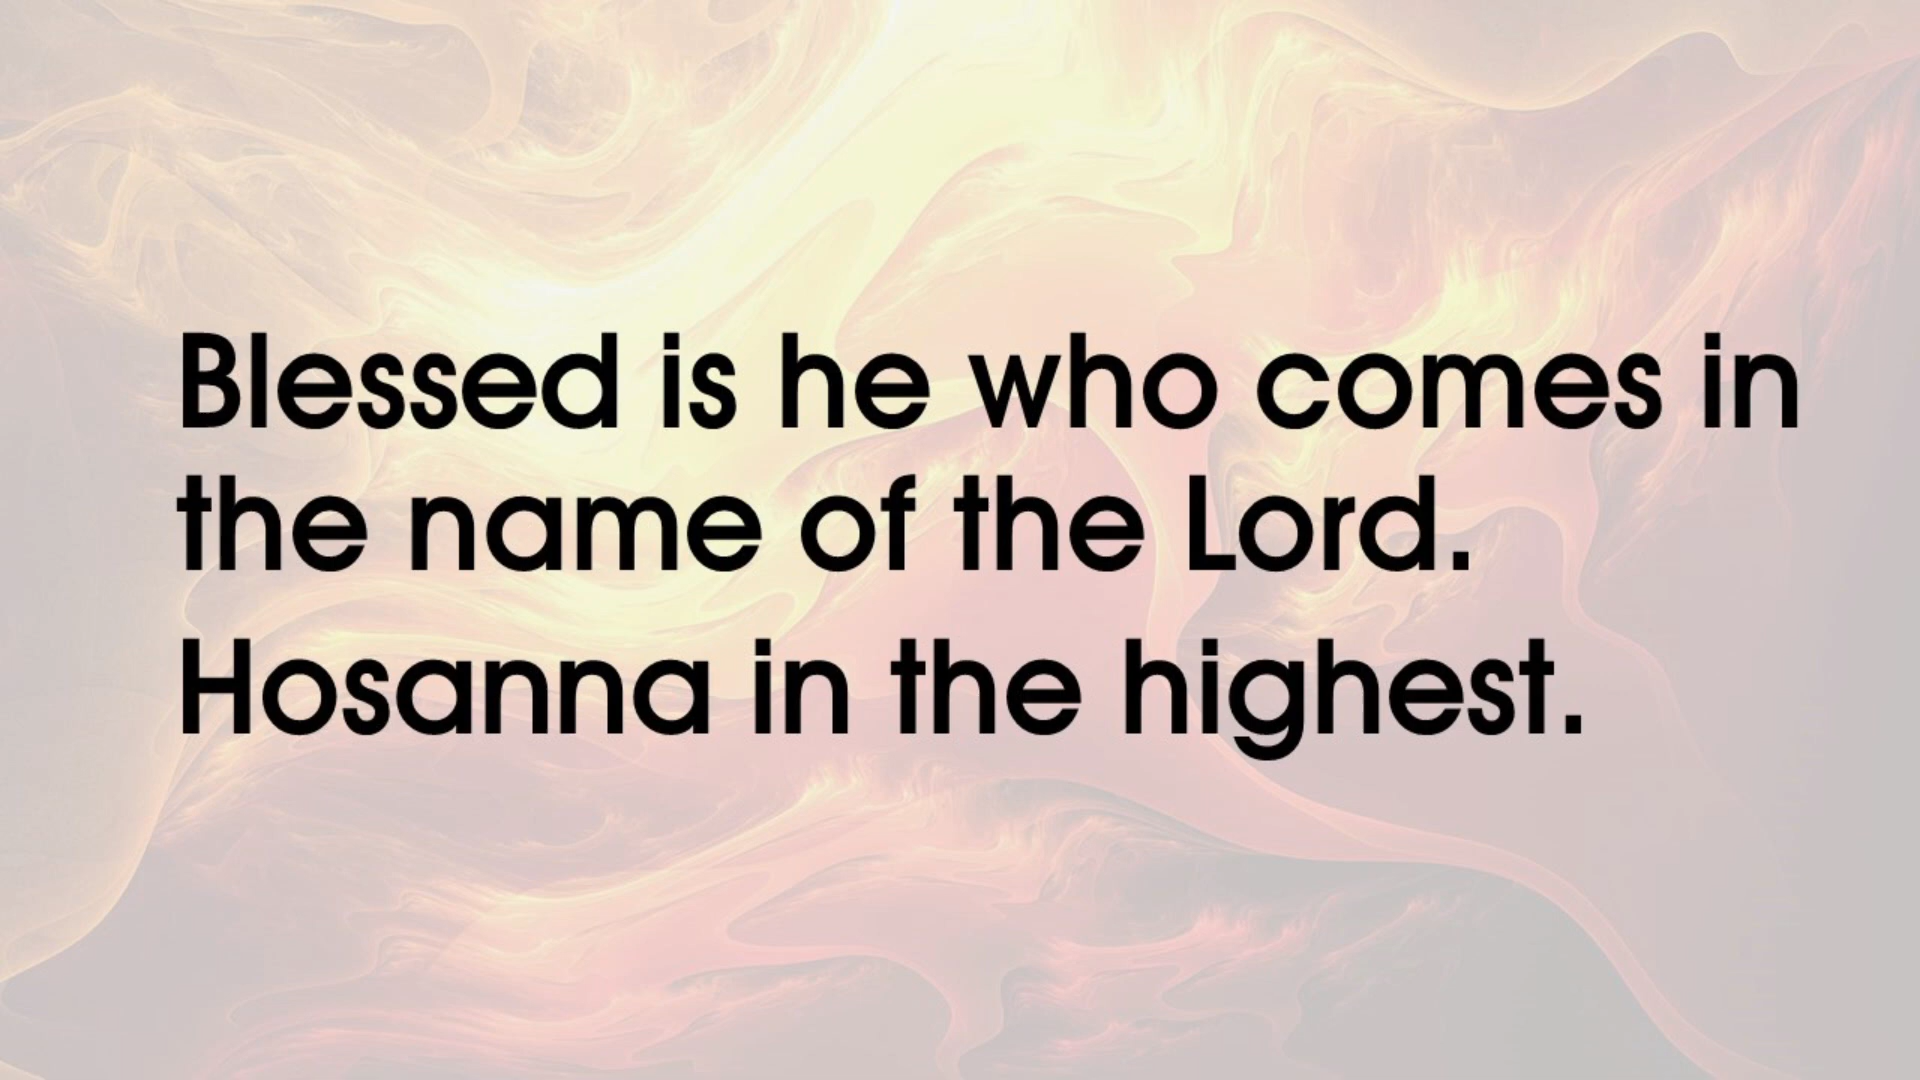 Blessed is he who comes in
the name of the Lord.
Hosanna in the highest.